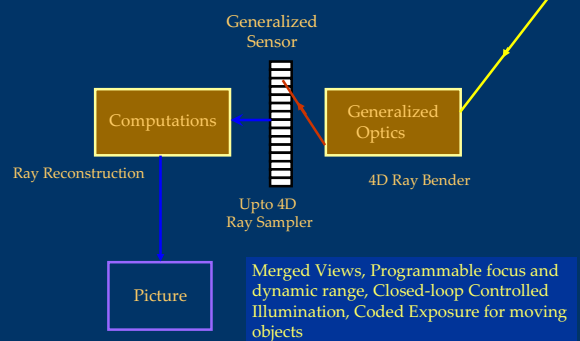 Generalized
Sensor
Computations
Generalized
Optics
Ray Reconstruction
4D Ray Bender
Upto 4D
Ray Sampler
Picture
Merged Views, Programmable focus and
dynamic range, Closed-loop Controlled
Illumination, Coded Exposure for moving
objects